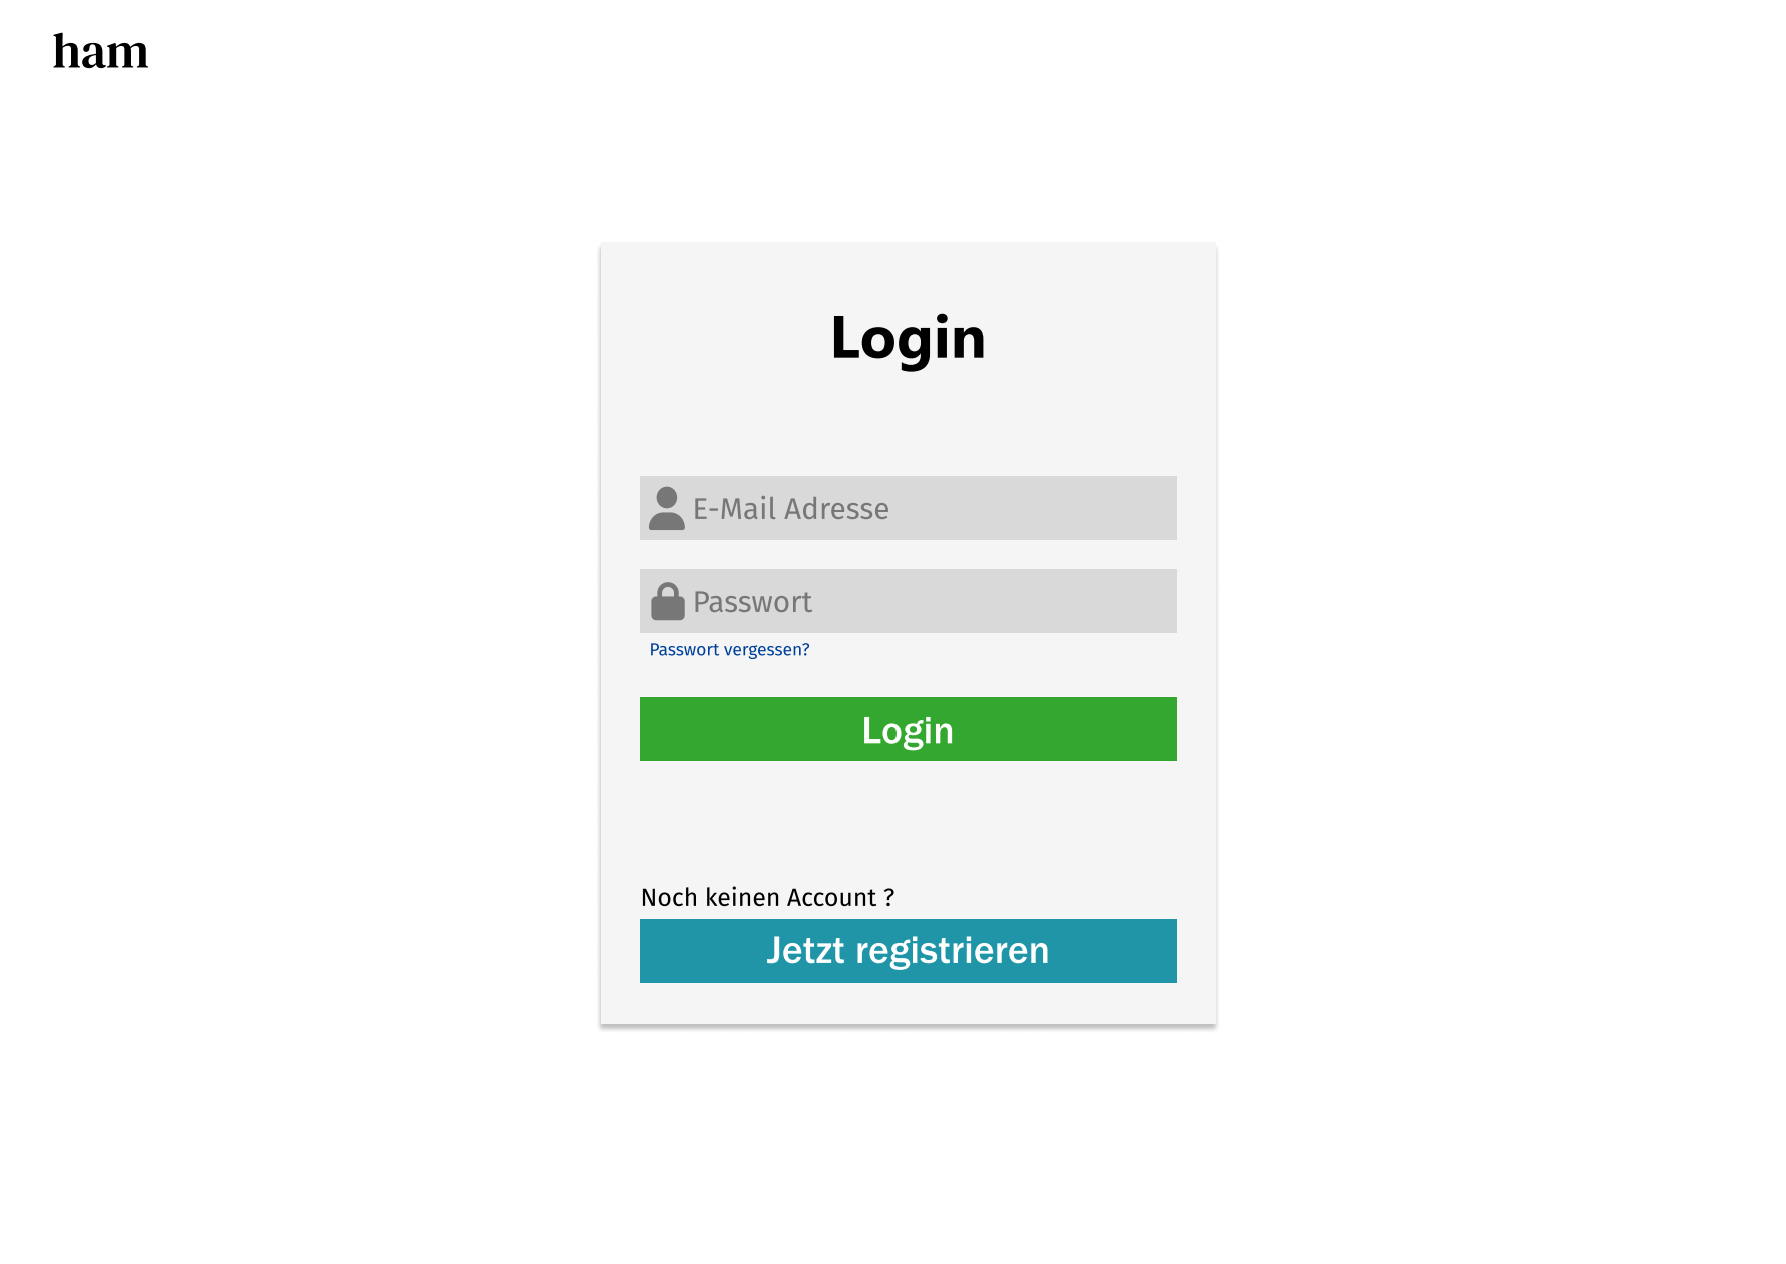 ham
Login
E-Mail Adresse
Passwort
Passwort vergessen?
Login
Noch keinen Account ?
Jetzt registrieren